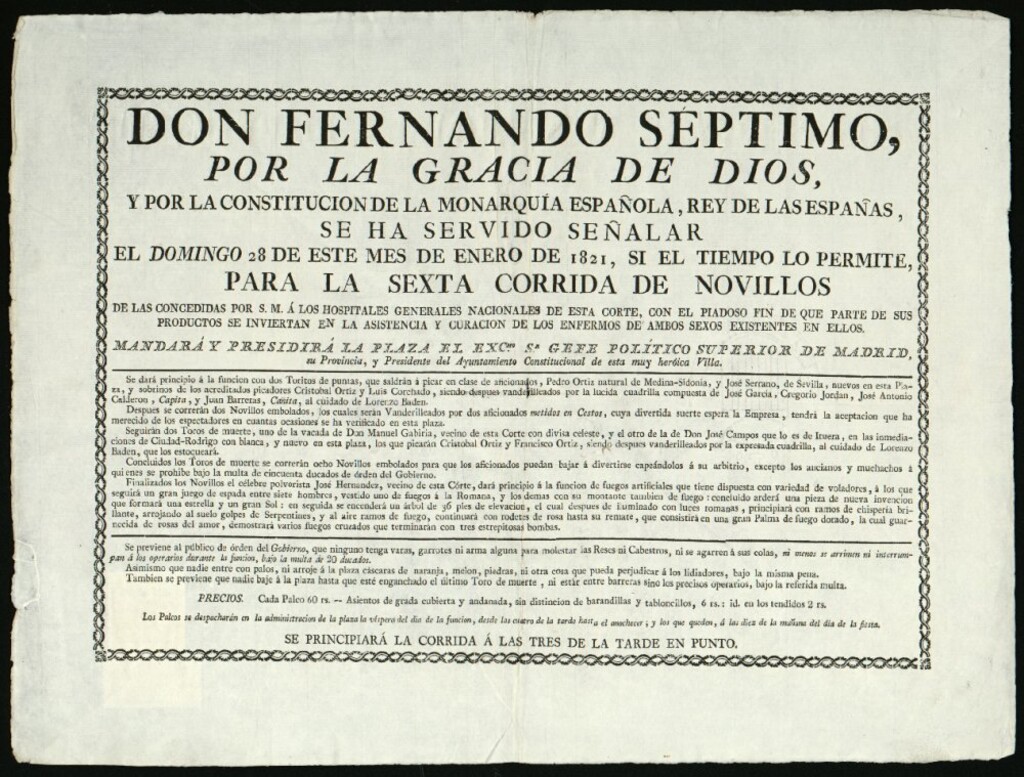 DON FERNANDO SÉPTIMO,
POR LA GRACIA DE DIOS,
Y POR LA CONSTITUCION DE LA MONARQUÍA ESPAÑOLA, REY DE LAS ESPAÑAS,
SE HA SERVIDO SEÑALAR
EL DOMINGO 28 DE ESTE MES DE ENERO DE 1821, SI EL TIEMPO LO PERMITE,
PARA LA SEXTA CORRIDA DE NOVILLOS
DE LAS CONCEDIDAS POR S. M. Á LOS HOSPITALES GENERALES NACIONALES DE ESTA CORTE, CON EL PIADOSO FIN DE QUE PARTE DE SUS
PRODUCTOS SE INVIERTAN EN LA ASISTENCIA Y CURACION DE LOS ENFERMOS DE AMBOS SEXOS EXISTENTES EN ELLOS.
MANDARÁ Y PRESIDIRÁ LA PLAZA EL EXCmo. Sr. GEFE POLÍTICO SUPERIOR DE MADRID,
su Provincia, y Presidente del Ayuntamiento Constitucional de esta muy heróica Villa.
Se dará principio á la funcion con dos Toritos de puntas, que saldrán á picar en clase de aficionados, Pedro Ortiz natural de Medina-Sidonia, y José Serrano, de Sevilla, nuevos en esta Pla-
za, y sobrinos de los acreditados picadores Cristobal Ortiz y Luis Corchado, siendo despues vanderilleados por la lucida cuadrilla compuesta de José García, Gregorio Jordan, José Antonio
Calderon, Capita, y Juan Barreras, Cañita, al cuidado de Lorenzo Baden.
Despues se correrán dos Novillos embolados, los cuales serán Vanderilleados por dos aficionados metidos en Cestos, cuya divertida suerte espera la Empresa, tendrá la aceptacion que ha
merecido de los espectadores en cuantas ocasiones se ha verificado en esta plaza.
Seguirán dos Toros de muerte, uno de la vacada de Don Manuel Gabiria, vecino de esta Corte con divisa celeste, y el otro de la de Don José Campos que lo es de Iruera, en las inmedia-
ciones de Ciudad-Rodrigo con blanca, y nuevo en esta plaza, los que picarán Cristobal Ortiz y Francisco Ortiz, siendo despues vanderilleados por la expresada cuadrilla, al cuidado de Lorenzo
Baden, que los estoqueará.
Concluidos los Toros de muerte se correrán ocho Novillos embolados para que los aficionados puedan bajar á divertirse capeándolos á su arbitrio, excepto los ancianos y muchachos á
quienes se prohibe bajo la multa de cincuenta ducados de órden del Gobierno.
Finalizados los Novillos el célebre polvorista José Hernandez, vecino de esta Córte, dará principio á la funcion de fuegos artificiales que tiene dispuesta con variedad de voladores, á los que
seguirá un gran juego de espada entre siete hombres, vestido uno de fuegos á la Romana, y los demas con su montante tambien de fuego: concluido arderá una pieza de nueva invencion
que formará una estrella y un gran Sol: en seguida se encenderá un árbol de 36 piés de elevacion, el cual despues de iluminado con luces romanas, principiará con ramos de chispería bri-
llante, arrojando al suelo golpes de Serpentines, y al aire ramos de fuego, continuará con rodetes de rosa hasta su remate, que consistirá en una gran Palma de fuego dorado, la cual guar-
necida de rosas del amor, demostrará varios fuegos cruzados que terminarán con tres estrepitosas bombas.
Se previene al público de órden del Gobierno, que ninguno tenga varas, garrotes ni arma alguna para molestar las Reses ni Cabestros, ni se agarren á sus colas, ni menos se arrimen ni interrum-
pan á los operarios durante la funcion, bajo la multa de 20 ducados.
Asimismo que nadie entre con palos, ni arroje á la plaza cáscaras de naranja, melon, piedras, ni otra cosa que pueda perjudicar á los lidiadores, bajo la misma pena.
Tambien se previene que nadie baje á la plaza hasta que esté enganchado el último Toro de muerte, ni estar entre barreras sino los precisos operarios, bajo la referida multa.
PRECIOS. Cada Palco 60 rs. — Asientos de grada cubierta y andanada, sin distincion de barandillas y tabloncillos, 6 rs.: id. en los tendidos 2 rs.
Los Palcos se despacharán en la administracion de la plaza la víspera del dia de la funcion, desde las cuatro de la tarde hasta el anochecer; y los que queden, á las diez de la mañana del dia de la fiesta.
SE PRINCIPIARÁ LA CORRIDA Á LAS TRES DE LA TARDE EN PUNTO.